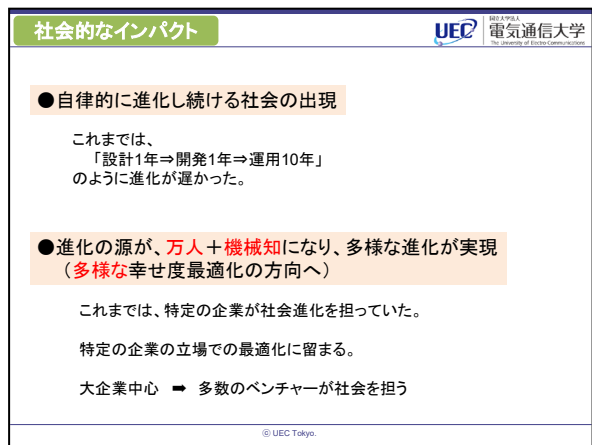 社会的なインパクト
UEC 国立大学法人
電気通信大学
The University of Electro-Communications
●自律的に進化し続ける社会の出現
これまでは、
「設計1年⇒開発1年⇒運用10年」
のように進化が遅かった。
●進化の源が、万人＋機械知になり、多様な進化が実現
（多様な幸せ度最適化の方向へ）
これまでは、特定の企業が社会進化を担っていた。
特定の企業の立場での最適化に留まる。
大企業中心 ➡ 多数のベンチャーが社会を担う
© UEC Tokyo.